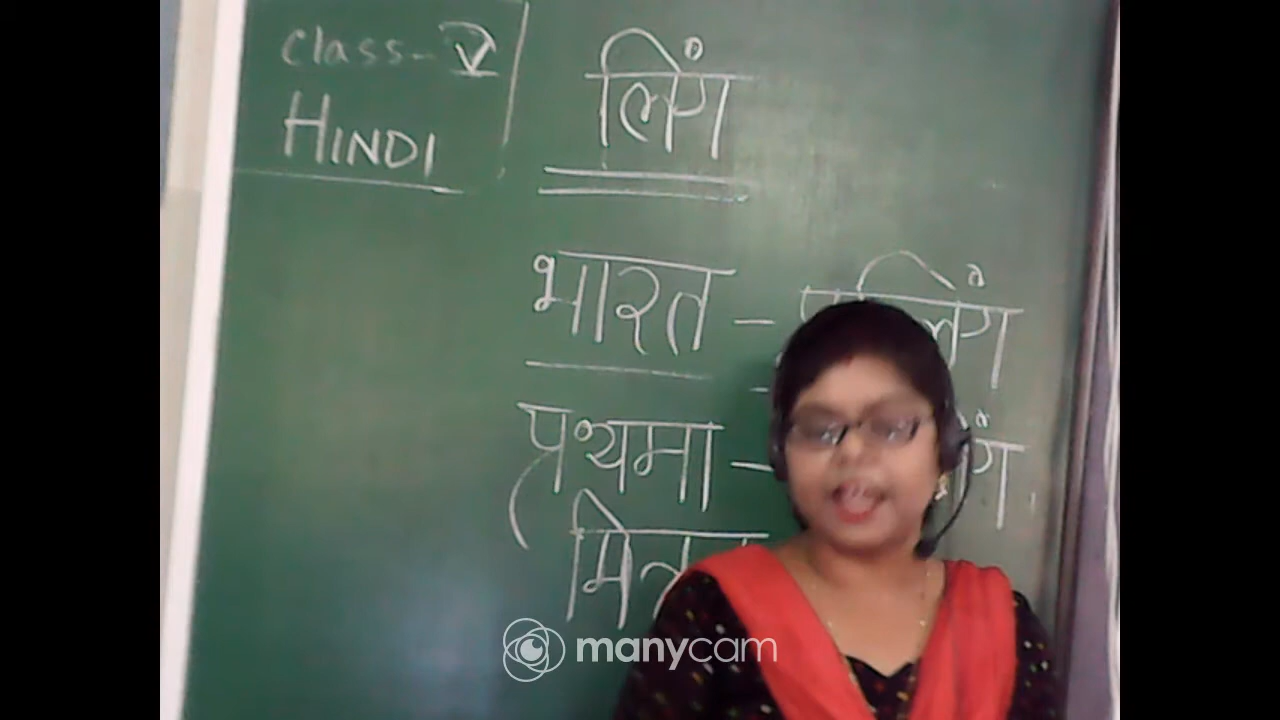 Class- V
HINDI
लिंग
भारत -
प्रथमा -
manycam